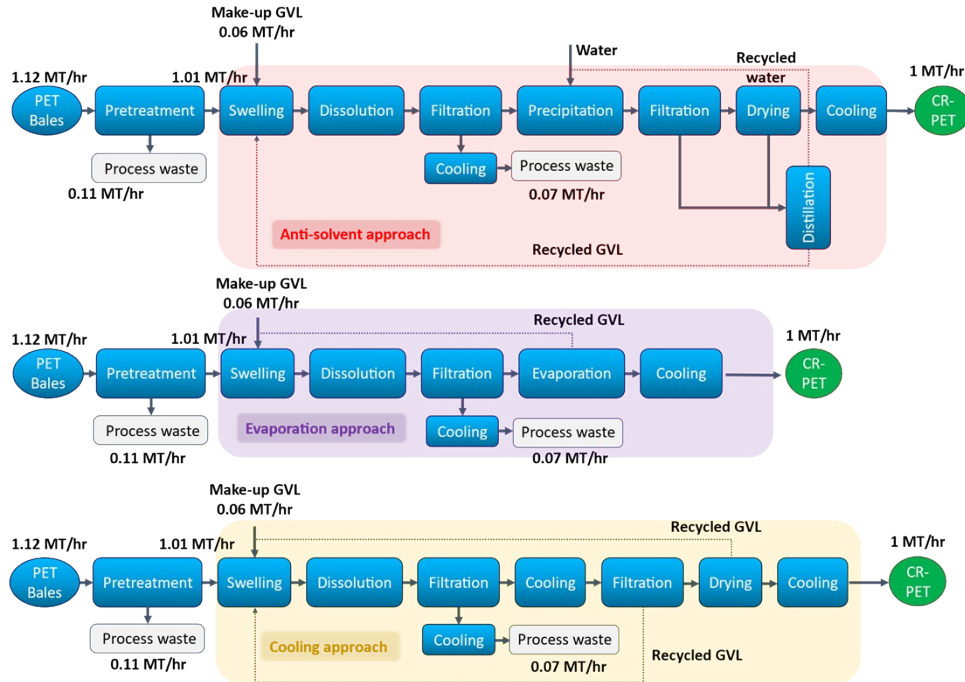 Make-up GVL
0.06 MT/hr
Water
1.12 MT/hr
1.01 MT/hr
Recycled
water
1 MT/hr
PET
Bales
Pretreatment
Swelling
Dissolution
Filtration
Precipitation
Filtration
Drying
Cooling
CR-
PET
Process waste
0.11 MT/hr
Cooling
Process waste
0.07 MT/hr
Distillation
Anti-solvent approach
Recycled GVL
Make-up GVL
0.06 MT/hr
Recycled GVL
1.12 MT/hr
1.01 MT/hr
1 MT/hr
PET
Bales
Pretreatment
Swelling
Dissolution
Filtration
Evaporation
Cooling
CR-
PET
Process waste
0.11 MT/hr
Evaporation approach
Cooling
Process waste
0.07 MT/hr
Make-up GVL
0.06 MT/hr
Recycled GVL
1.12 MT/hr
1.01 MT/hr
1 MT/hr
PET
Bales
Pretreatment
Swelling
Dissolution
Filtration
Cooling
Filtration
Drying
Cooling
CR-
PET
Process waste
0.11 MT/hr
Cooling approach
Cooling
Process waste
0.07 MT/hr
Recycled GVL